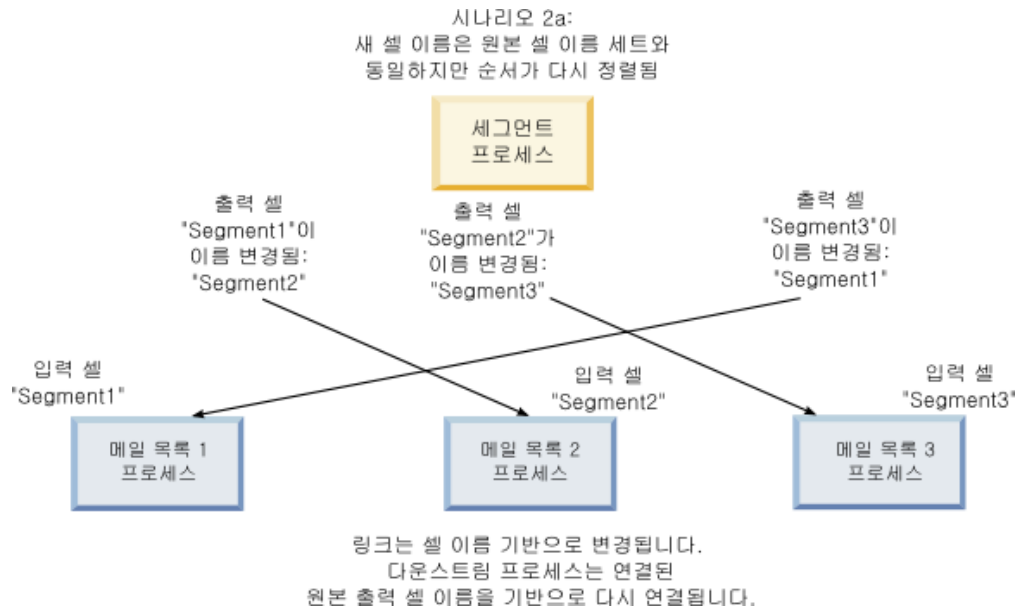 시나리오 2a:
새 셀 이름은 원본 셀 이름 세트와
동일하지만 순서가 다시 정렬됨
세그먼트
프로세스
출력 셀
"Segment1"이
이름 변경됨:
"Segment2"
출력 셀
"Segment2"가
이름 변경됨:
"Segment3"
출력 셀
"Segment3"이
이름 변경됨:
"Segment1"
입력 셀
"Segment1"
입력 셀
"Segment2"
입력 셀
"Segment3"
메일 목록 1
프로세스
메일 목록 2
프로세스
메일 목록 3
프로세스
링크는 셀 이름 기반으로 변경됩니다.
다운스트림 프로세스는 연결된
원본 출력 셀 이름을 기반으로 다시 연결됩니다.